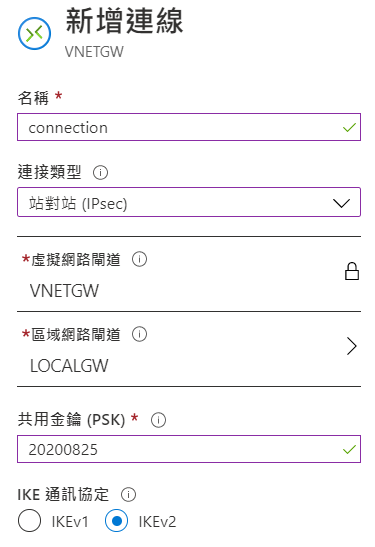 新增連線
VNETGW
名稱 *
connection
連接類型
站對站 (IPsec)
*虛擬網路閘道
VNETGW
*區域網路閘道
LOCALGW
共用金鑰 (PSK) *
20200825
IKE 通訊協定
IKEv1 IKEv2